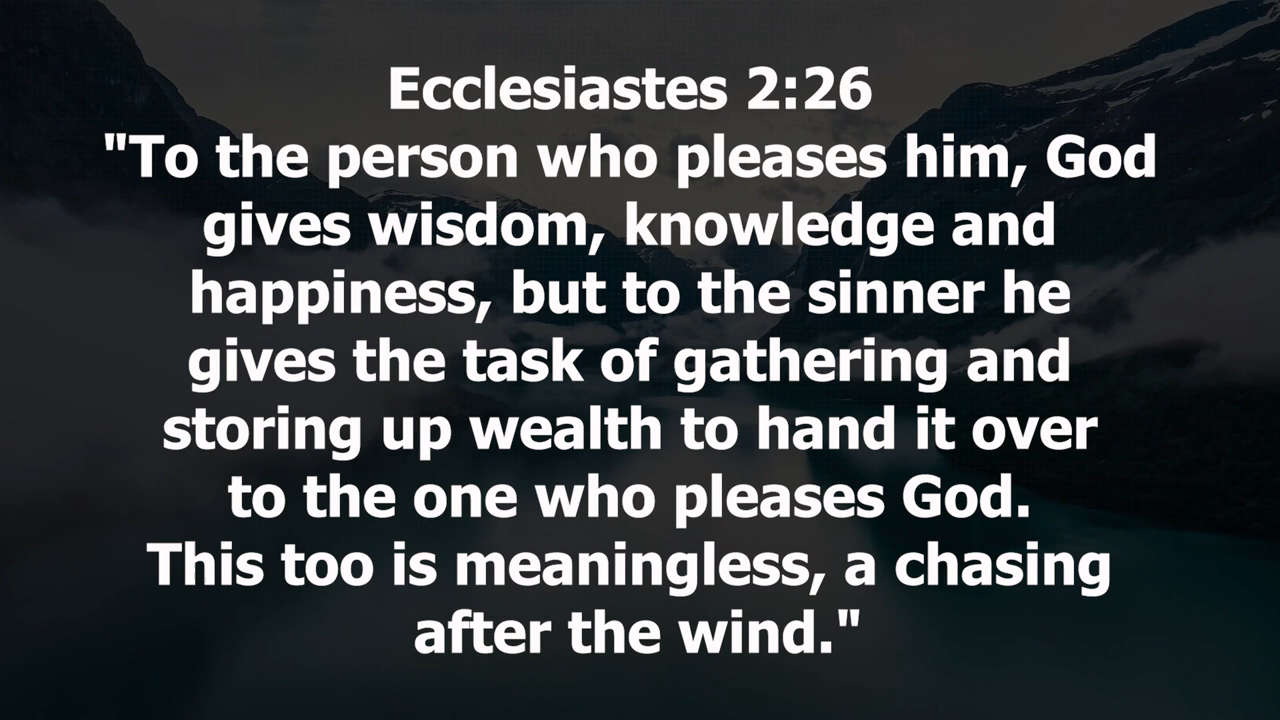 Ecclesiastes 2:26
"To the person who pleases him, God
gives wisdom, knowledge and
happiness, but to the sinner he
gives the task of gathering and
storing up wealth to hand it over
to the one who pleases God.
This too is meaningless, a chasing
after the wind."